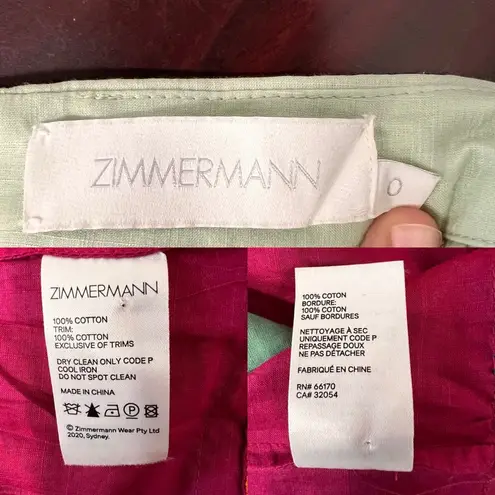 ZIMMERMANN
0
ZIMMERMANN
100% COTTON
TRIM:
100% COTTON
EXCLUSIVE OF TRIMS
DRY CLEAN ONLY CODE P
COOL IRON
DO NOT SPOT CLEAN
MADE IN CHINA
© Zimmermann Wear Pty Ltd
2020, Sydney.
100% COTON
BORDURE:
100% COTON
SAUF BORDURES
NETTOYAGE À SEC
UNIQUEMENT CODE P
REPASSAGE DOUX
NE PAS DÉTACHER
FABRIQUÉ EN CHINE
RN# 66170
CA# 32054